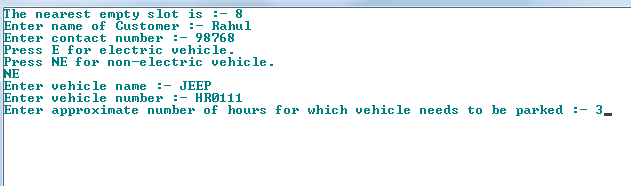 The nearest empty slot is :- 8
Enter name of Customer :- Rahul
Enter contact number :- 98768
Press E for electric vehicle.
Press NE for non-electric vehicle.
NE
Enter vehicle name :- JEEP
Enter vehicle number :- HR0111
Enter approximate number of hours for which vehicle needs to be parked :- 3_